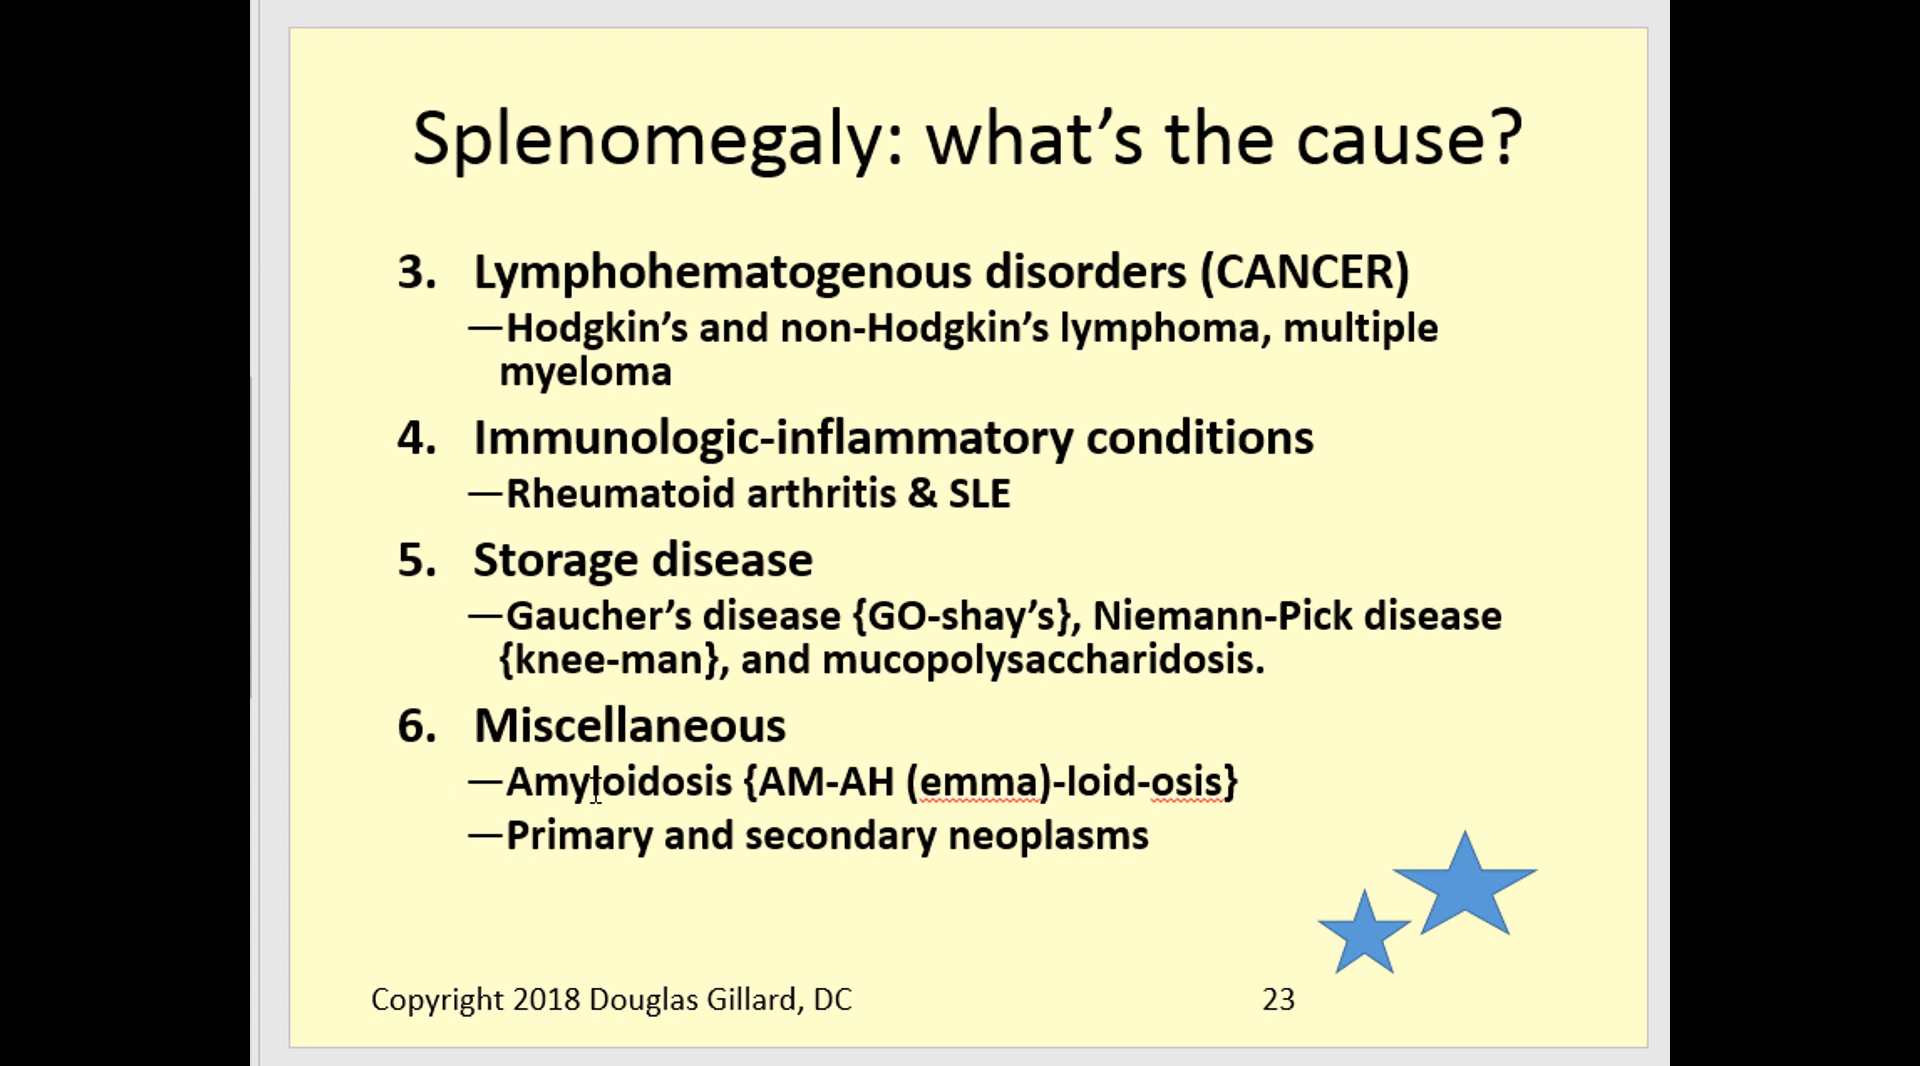 Splenomegaly: what’s the cause?
3. Lymphohematogenous disorders (CANCER)
—Hodgkin’s and non-Hodgkin’s lymphoma, multiple
myeloma
4. Immunologic-inflammatory conditions
—Rheumatoid arthritis & SLE
5. Storage disease
—Gaucher’s disease {GO-shay’s}, Niemann-Pick disease
{knee-man}, and mucopolysaccharidosis.
6. Miscellaneous
—Amyloidosis {AM-AH (emma)-loid-osis}
—Primary and secondary neoplasms
Copyright 2018 Douglas Gillard, DC
23